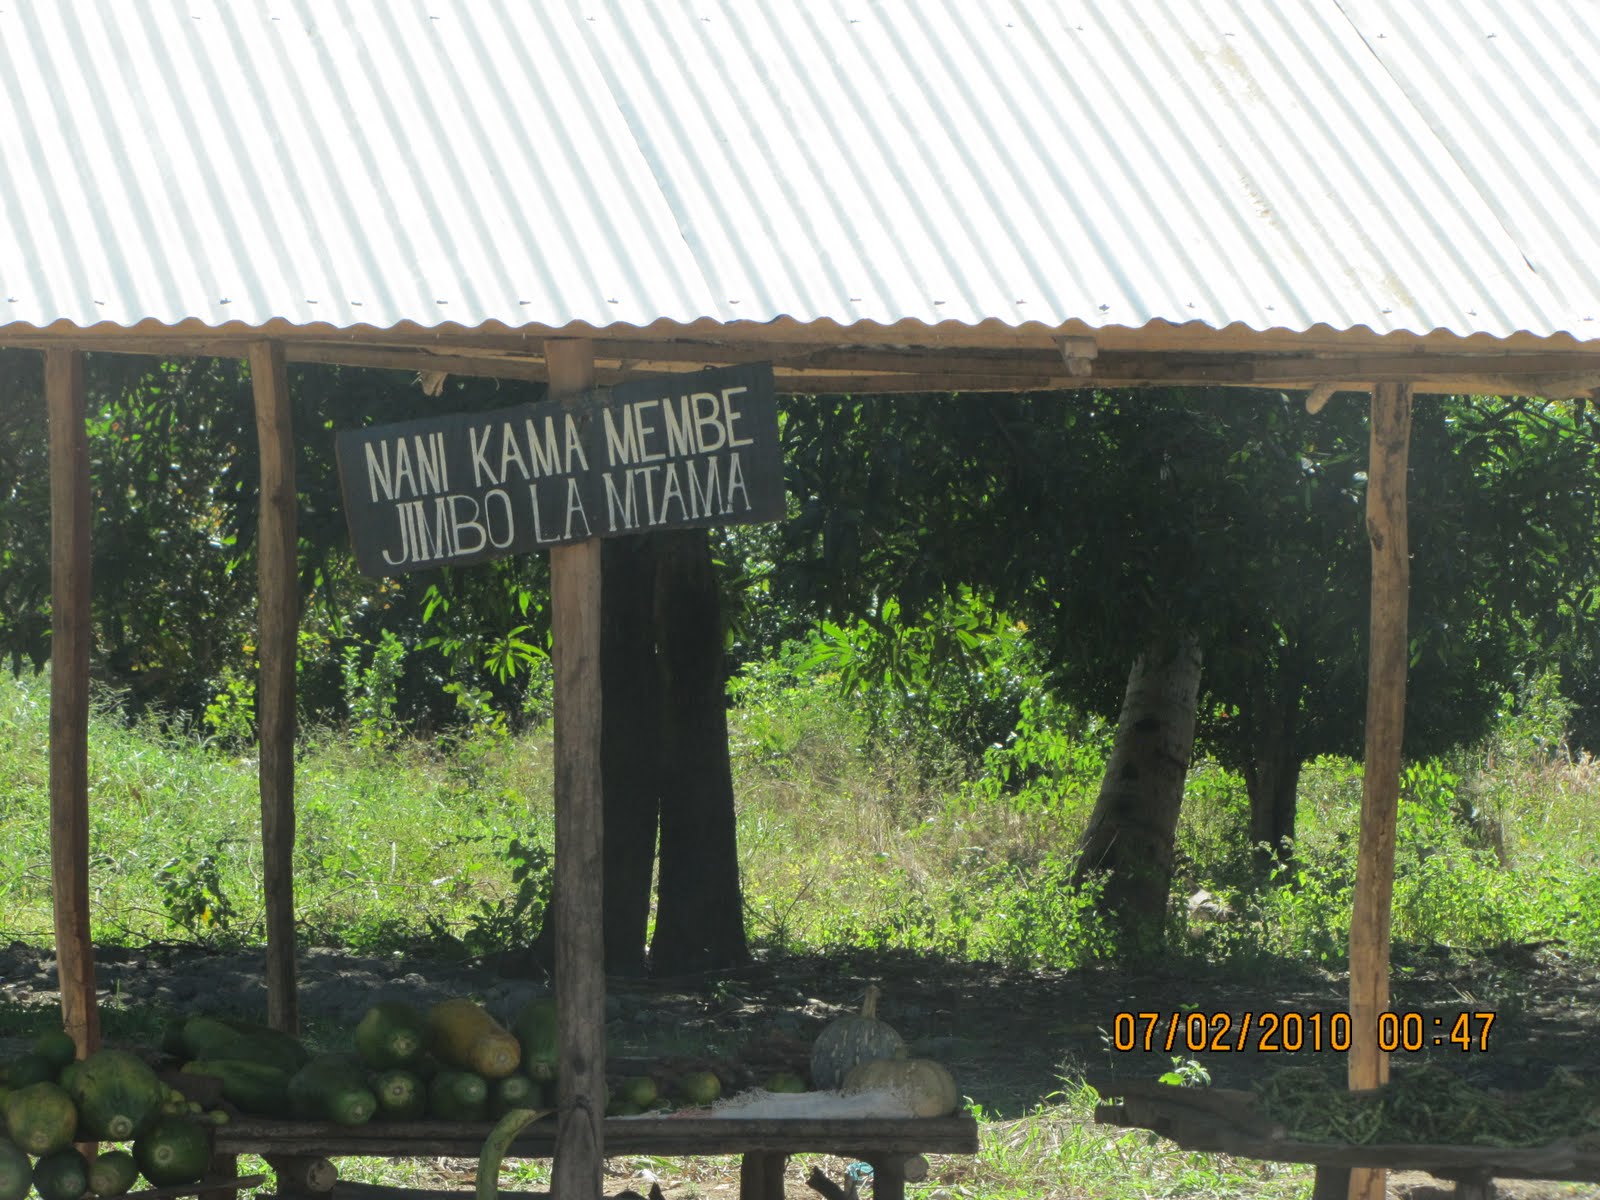 NANI KAMA MEMBE
JIMBO LA MTAMA
07/02/2010 00:47